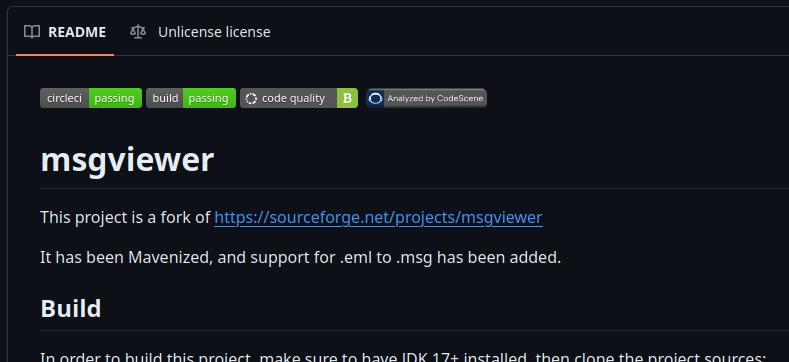 README Unlicense license
circleci passing build passing code quality B Analyzed by CodeScene
msgviewer
This project is a fork of https://sourceforge.net/projects/msgviewer
It has been Mavenized, and support for .eml to .msg has been added.
Build
In order to build this project, make sure to have JDK 17+ installed, then clone the project sources: